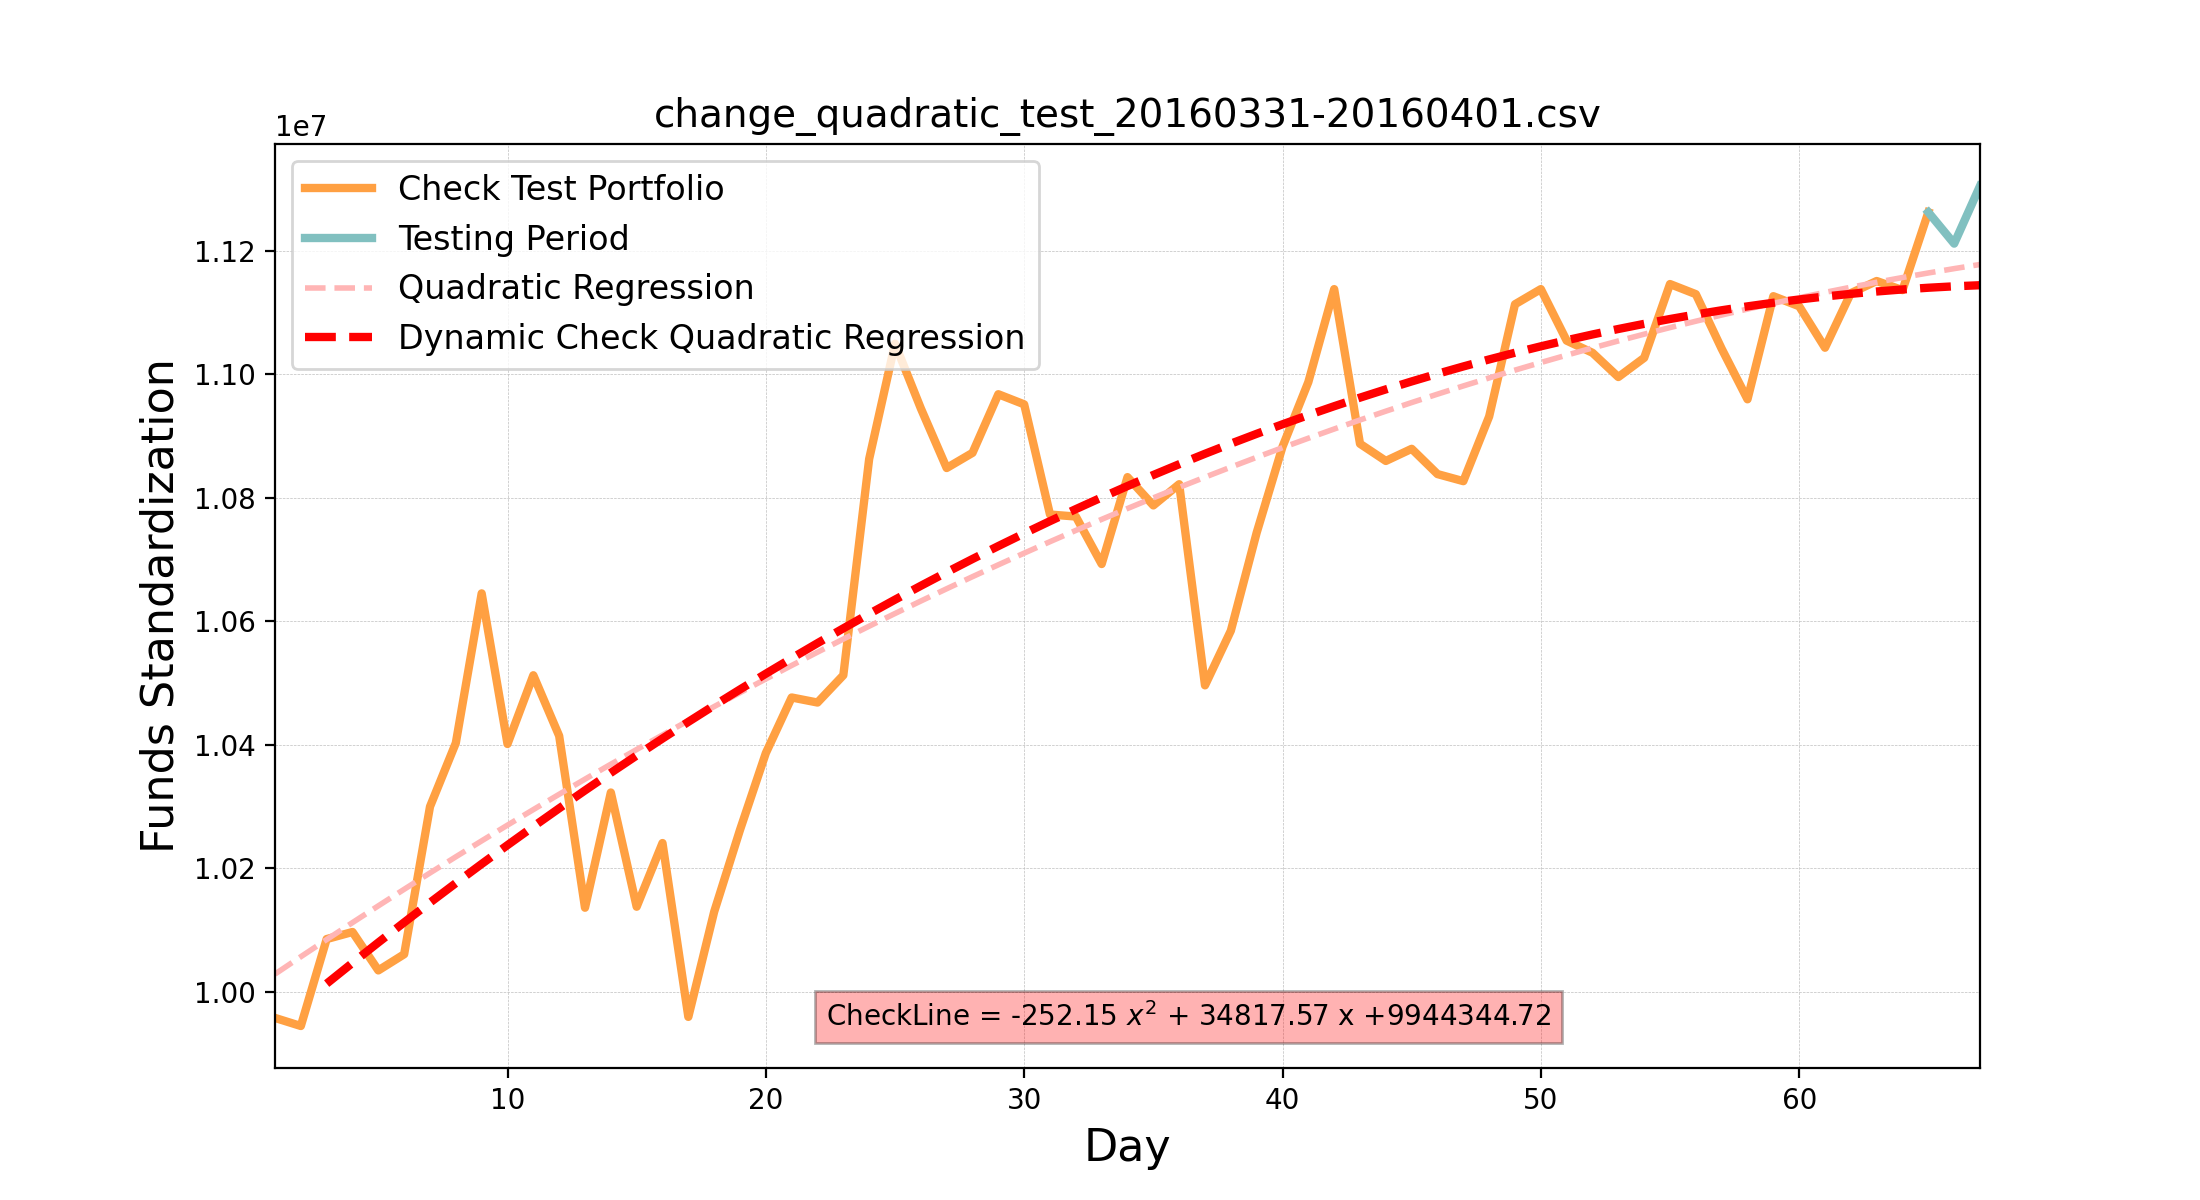 change_quadratic_test_20160331-20160401.csv
1e7
Check Test Portfolio
Testing Period
Quadratic Regression
Dynamic Check Quadratic Regression
Funds Standardization
1.12
1.10
1.08
1.06
1.04
1.02
1.00
CheckLine = -252.15 x² + 34817.57 x +9944344.72
10 20 30 40 50 60
Day